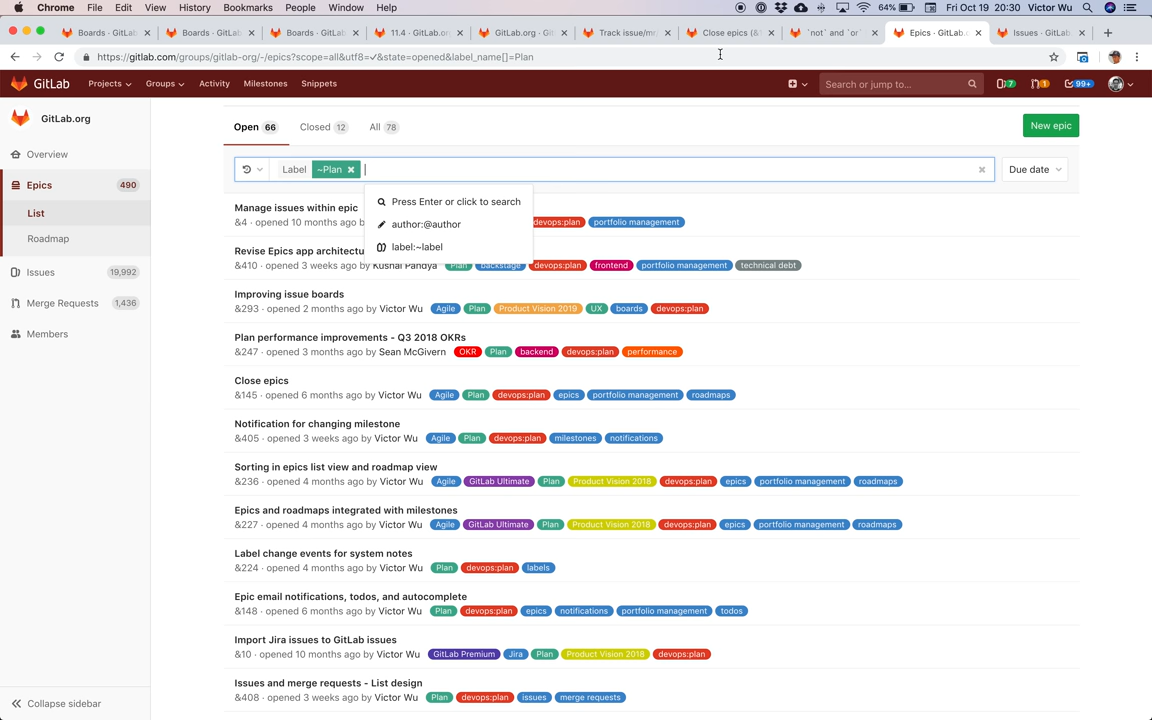 Chrome File Edit View History Bookmarks People Window Help 64% Fri Oct 19 20:30 Victor Wu
Boards · GitLab.
Boards · GitLab.
Boards · GitLab.
11.4 · GitLab.or
GitLab.org · Git
Track issue/mr
Close epics (&1
`not` and `or`
Epics · GitLab.o
Issues · GitLab
https://gitlab.com/groups/gitlab-org/-/epics?scope=all&utf8=✓&state=opened&label_name[]=Plan
GitLab Projects Groups Activity Milestones Snippets Search or jump to... 7 1 99+
GitLab.org
Overview
Epics 490
List
Roadmap
Issues 19,992
Merge Requests 1,436
Members
Collapse sidebar
Open 66 Closed 12 All 78 New epic
Label ~Plan Due date
Press Enter or click to search
author:@author
label:~label
Manage issues within epic
&4 · opened 10 months ago b devops:plan portfolio management
Revise Epics app architectu
&410 · opened 3 weeks ago by Kushal Pandya Plan backstage devops:plan frontend portfolio management technical debt
Improving issue boards
&293 · opened 2 months ago by Victor Wu Agile Plan Product Vision 2019 UX boards devops:plan
Plan performance improvements - Q3 2018 OKRs
&247 · opened 3 months ago by Sean McGivern OKR Plan backend devops:plan performance
Close epics
&145 · opened 6 months ago by Victor Wu Agile Plan devops:plan epics portfolio management roadmaps
Notification for changing milestone
&405 · opened 3 weeks ago by Victor Wu Agile Plan devops:plan milestones notifications
Sorting in epics list view and roadmap view
&236 · opened 4 months ago by Victor Wu Agile GitLab Ultimate Plan Product Vision 2018 devops:plan epics portfolio management roadmaps
Epics and roadmaps integrated with milestones
&227 · opened 4 months ago by Victor Wu Agile GitLab Ultimate Plan Product Vision 2018 devops:plan epics portfolio management roadmaps
Label change events for system notes
&224 · opened 4 months ago by Victor Wu Plan devops:plan labels
Epic email notifications, todos, and autocomplete
&148 · opened 6 months ago by Victor Wu Plan devops:plan epics notifications portfolio management todos
Import Jira issues to GitLab issues
&10 · opened 10 months ago by Victor Wu GitLab Premium Jira Plan Product Vision 2018 devops:plan
Issues and merge requests - List design
&408 · opened 3 weeks ago by Victor Wu Plan devops:plan issues merge requests